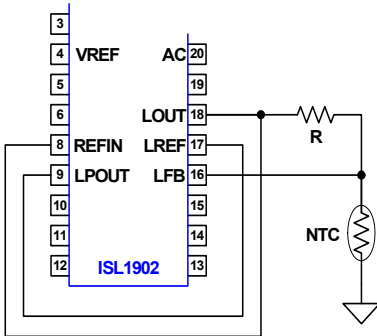 3
4 VREF AC 20
5 19
6 LOUT 18
R
8 REFIN LREF 17
9 LPOUT LFB 16
10 15
NTC
11 14
12 ISL1902 13